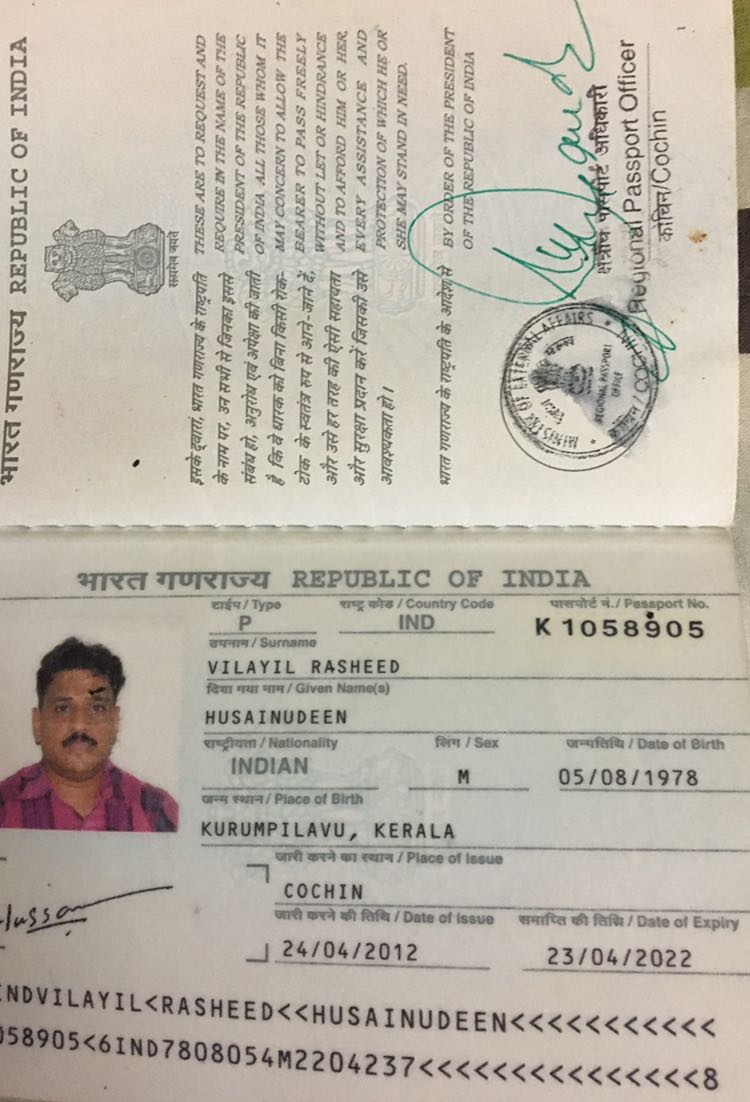 भारत गणराज्य REPUBLIC OF INDIA
सत्यमेव जयते
इसके द्वारा, भारत गणराज्य के राष्ट्रपति
के नाम पर, उन सभी से जिनका इससे
संबंध हो, अनुरोध एवं अपेक्षा की जाती
है कि वे धारक को बिना किसी रोक-
टोक के स्वतंत्र रुप से आने-जाने दें,
और उसे हर तरह की ऐसी सहायता
और सुरक्षा प्रदान करें जिसकी उसे
आवश्यकता हो।
THESE ARE TO REQUEST AND
REQUIRE IN THE NAME OF THE
PRESIDENT OF THE REPUBLIC
OF INDIA ALL THOSE WHOM IT
MAY CONCERN TO ALLOW THE
BEARER TO PASS FREELY
WITHOUT LET OR HINDRANCE
AND TO AFFORD HIM OR HER,
EVERY ASSISTANCE AND
PROTECTION OF WHICH HE OR
SHE MAY STAND IN NEED.
भारत गणराज्य के राष्ट्रपति के आदेश से
BY ORDER OF THE PRESIDENT
OF THE REPUBLIC OF INDIA
क्षेत्रीय पासपोर्ट अधिकारी
Regional Passport Officer
कोचिन/Cochin
MINISTRY OF EXTERNAL AFFAIRS
REGIONAL PASSPORT
OFFICE
भारत गणराज्य REPUBLIC OF INDIA
टाईप / Type राष्ट्र कोड / Country Code पासपोर्ट नं. / Passport No.
P IND K 1058905
उपनाम / Surname
VILAYIL RASHEED
दिया गया नाम / Given Name(s)
HUSAINUDEEN
राष्ट्रीयता / Nationality लिंग / Sex जन्मतिथि / Date of Birth
INDIAN M 05/08/1978
जन्म स्थान / Place of Birth
KURUMPILAVU, KERALA
जारी करने का स्थान / Place of Issue
COCHIN
जारी करने की तिथि / Date of Issue समाप्ति की तिथि / Date of Expiry
24/04/2012 23/04/2022
NDVILAYIL<RASHEED<<HUSAINUDEEN<<<<<<<<<<<
058905<6IND7808054M2204237<<<<<<<<<<<<<<<8